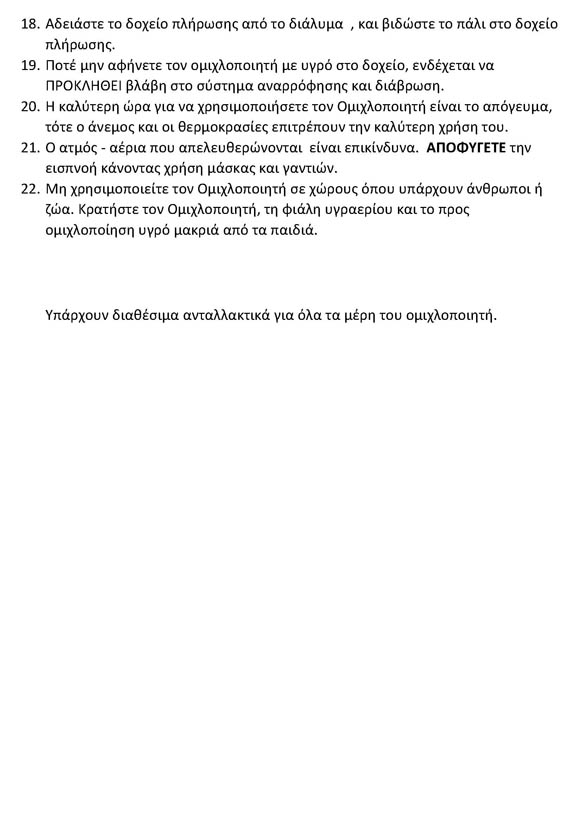 18. Αδειάστε το δοχείο πλήρωσης από το διάλυμα , και βιδώστε το πάλι στο δοχείο
πλήρωσης.
19. Ποτέ μην αφήνετε τον ομιχλοποιητή με υγρό στο δοχείο, ενδέχεται να
ΠΡΟΚΛΗΘΕΙ βλάβη στο σύστημα αναρρόφησης και διάβρωση.
20. Η καλύτερη ώρα για να χρησιμοποιήσετε τον Ομιχλοποιητή είναι το απόγευμα,
τότε ο άνεμος και οι θερμοκρασίες επιτρέπουν την καλύτερη χρήση του.
21. Ο ατμός - αέρια που απελευθερώνονται είναι επικίνδυνα. ΑΠΟΦΥΓΕΤΕ την
εισπνοή κάνοντας χρήση μάσκας και γαντιών.
22. Μη χρησιμοποιείτε τον Ομιχλοποιητή σε χώρους όπου υπάρχουν άνθρωποι ή
ζώα. Κρατήστε τον Ομιχλοποιητή, τη φιάλη υγραερίου και το προς
ομιχλοποίηση υγρό μακριά από τα παιδιά.
Υπάρχουν διαθέσιμα ανταλλακτικά για όλα τα μέρη του ομιχλοποιητή.